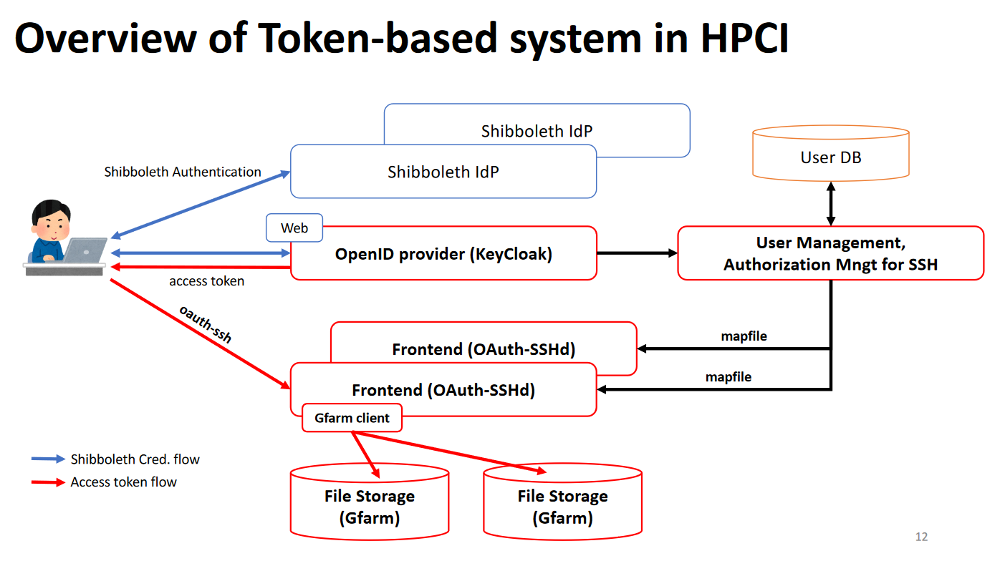 Overview of Token-based system in HPCI
Shibboleth IdP
User DB
Shibboleth Authentication
Shibboleth IdP
Web
OpenID provider (KeyCloak)
User Management,
Authorization Mngt for SSH
access token
oauth-ssh
Frontend (OAuth-SSHd)
mapfile
Frontend (OAuth-SSHd)
mapfile
Gfarm client
Shibboleth Cred. flow
Access token flow
File Storage
(Gfarm)
File Storage
(Gfarm)
12